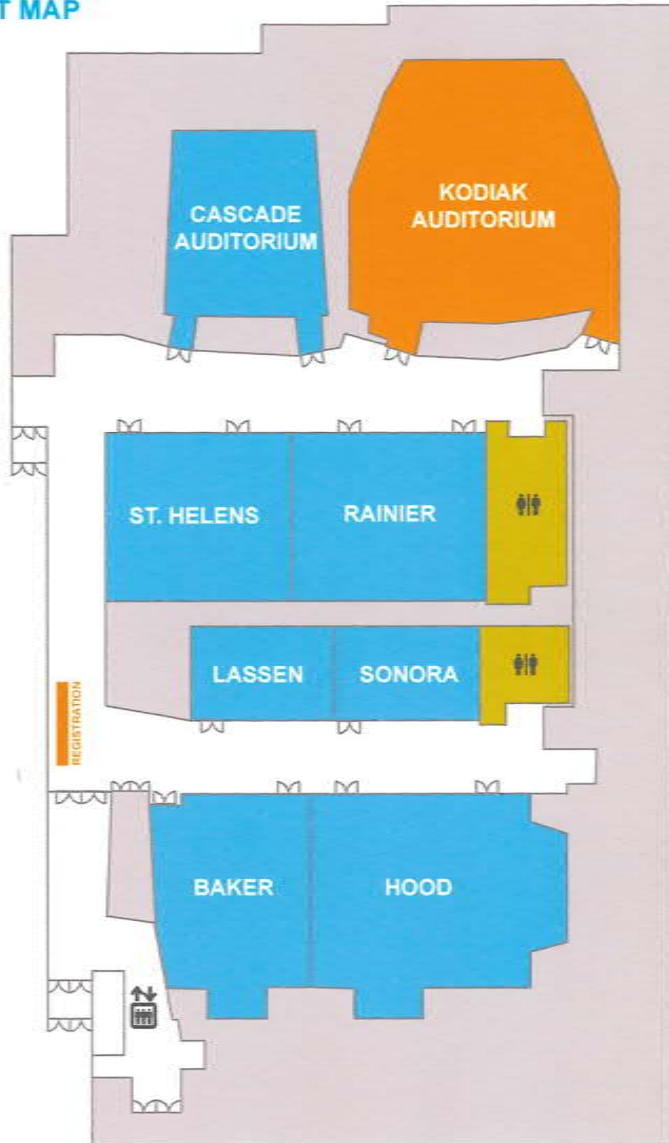 T MAP
KODIAK
AUDITORIUM
CASCADE
AUDITORIUM
ST. HELENS
RAINIER
LASSEN
SONORA
REGISTRATION
BAKER
HOOD